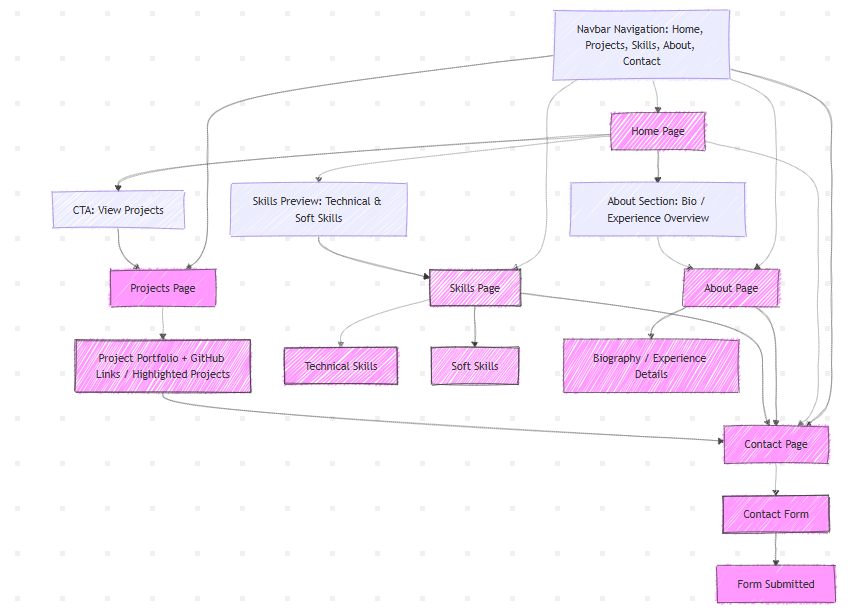 Navbar Navigation: Home,
Projects, Skills, About,
Contact
Home Page
CTA: View Projects
Skills Preview: Technical &
Soft Skills
About Section: Bio /
Experience Overview
Projects Page
Skills Page
About Page
Project Portfolio + GitHub
Links / Highlighted Projects
Technical Skills
Soft Skills
Biography / Experience
Details
Contact Page
Contact Form
Form Submitted